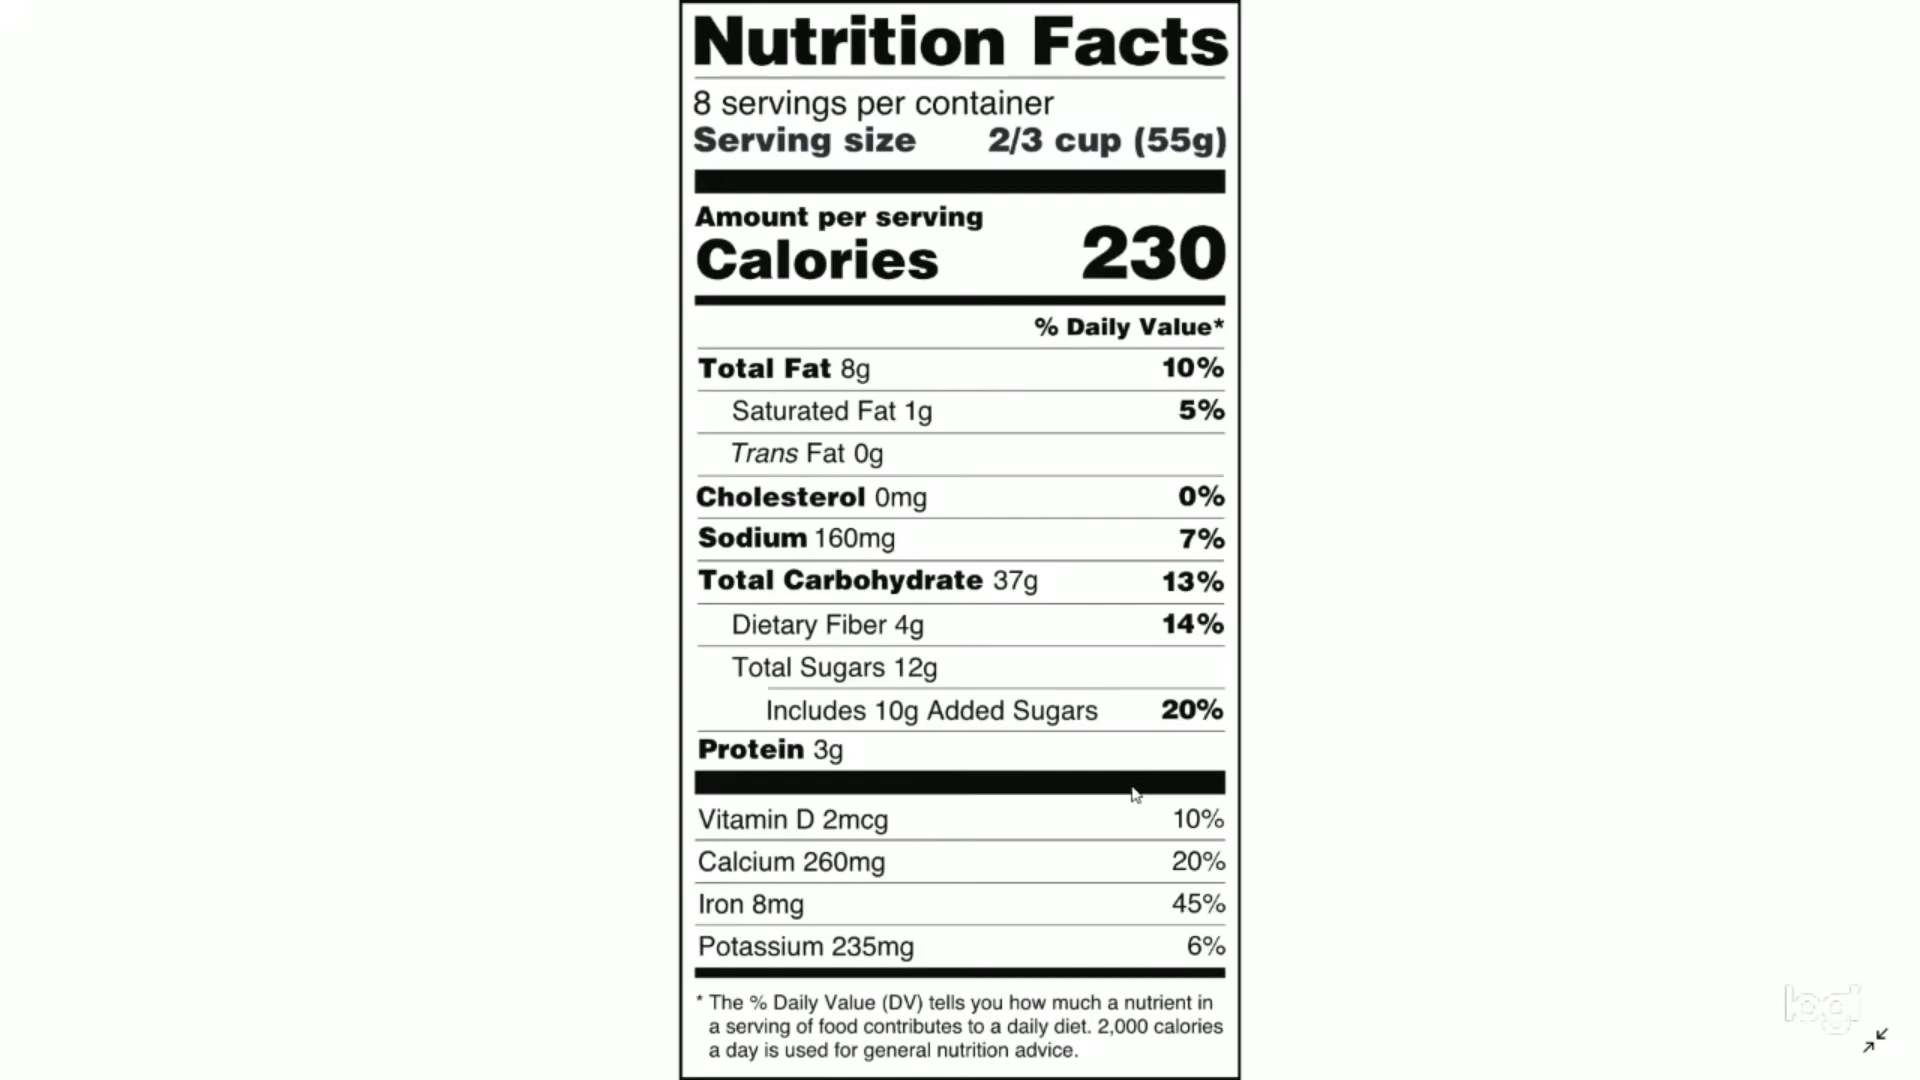 Nutrition Facts
8 servings per container
Serving size 2/3 cup (55g)
Amount per serving
Calories 230
% Daily Value*
Total Fat 8g 10%
Saturated Fat 1g 5%
Trans Fat 0g
Cholesterol 0mg 0%
Sodium 160mg 7%
Total Carbohydrate 37g 13%
Dietary Fiber 4g 14%
Total Sugars 12g
Includes 10g Added Sugars 20%
Protein 3g
Vitamin D 2mcg 10%
Calcium 260mg 20%
Iron 8mg 45%
Potassium 235mg 6%
* The % Daily Value (DV) tells you how much a nutrient in
a serving of food contributes to a daily diet. 2,000 calories
a day is used for general nutrition advice.
logi